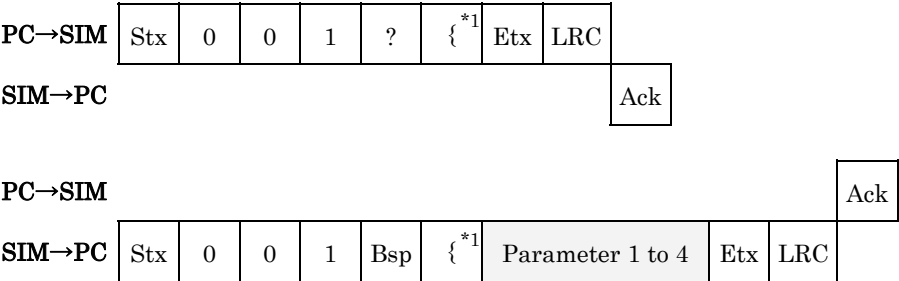 PC→SIM Stx 0 0 1 ? {*1 Etx LRC
SIM→PC Ack
PC→SIM Ack
SIM→PC Stx 0 0 1 Bsp {*1 Parameter 1 to 4 Etx LRC